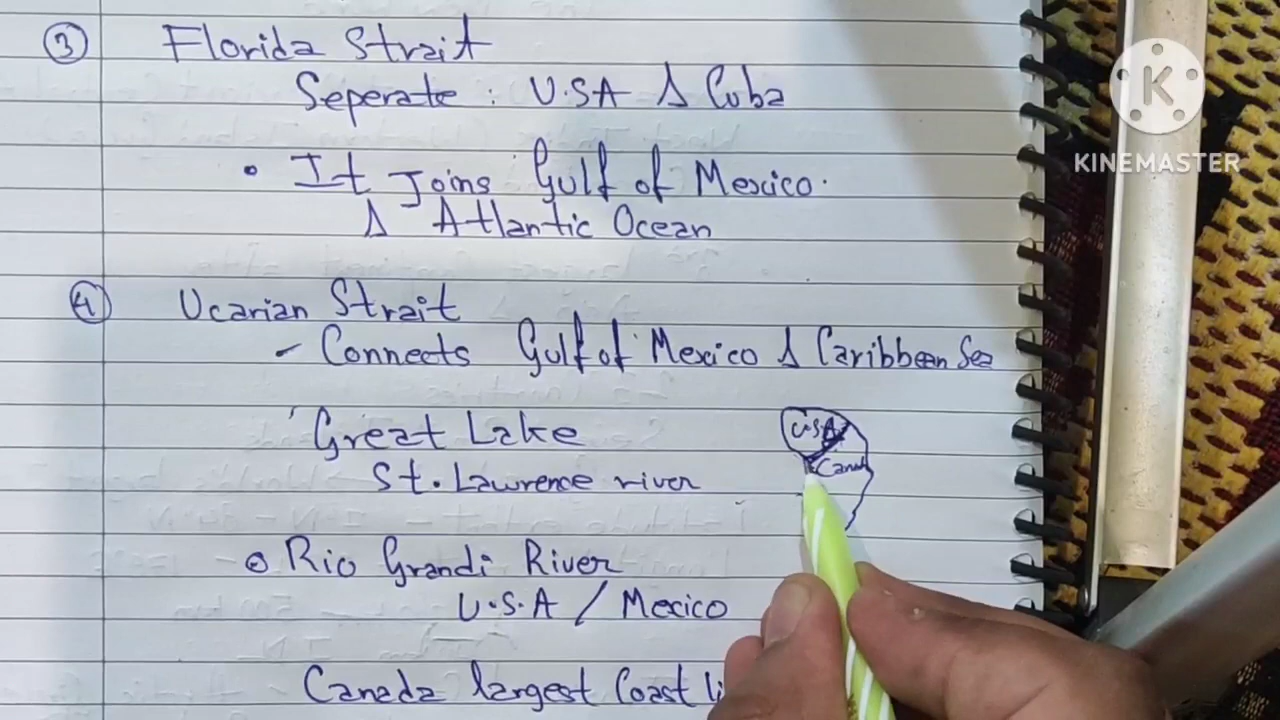 ③ Florida Strait
Seperate : U.S.A & Cuba
• It Joins Gulf of Mexico.
& Atlantic Ocean
④ Ucarian Strait
- Connects Gulf of Mexico & Caribbean Sea
Great Lake
St. Lawrence river
Rio Grandi River
U.S.A / Mexico
Canada largest Coast
U.S.A
K
KINEMASTER